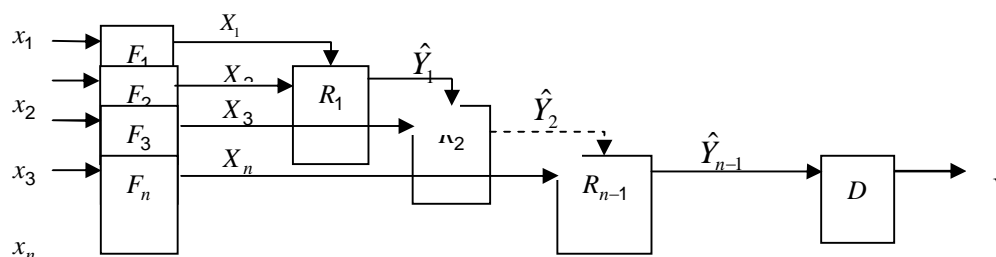 x₁
F₁
X₁
F₂
X₂
R₁
Ŷ₁
x₂
F₃
X₃
R₂
Ŷ₂
x₃
Fₙ
Xₙ
Rₙ₋₁
Ŷₙ₋₁
D
xₙ